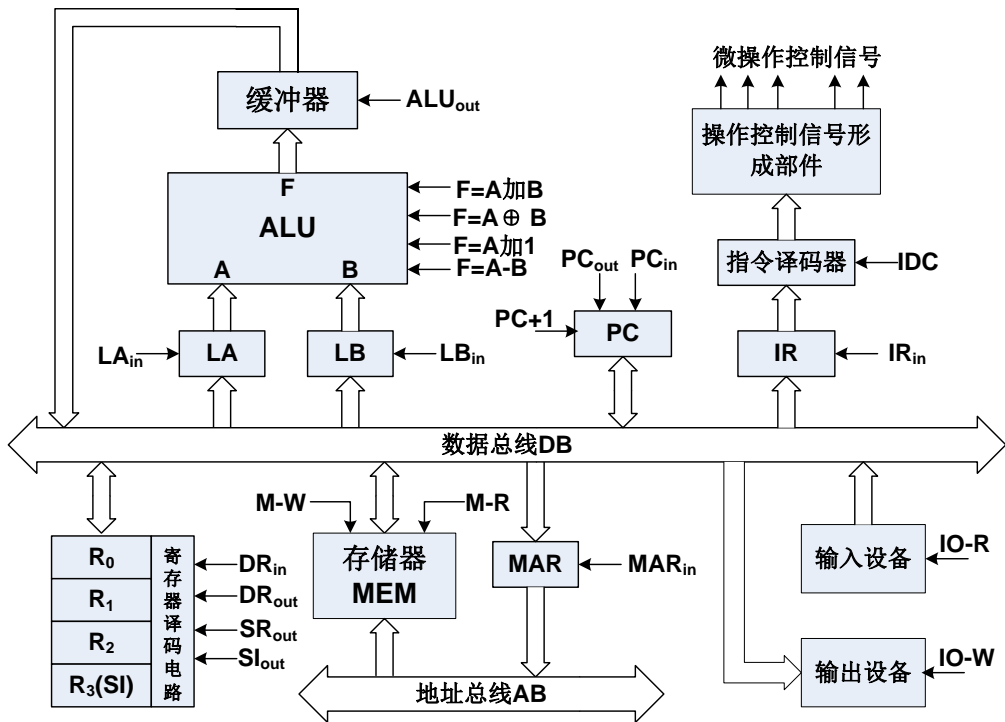 微操作控制信号
缓冲器
ALUout
操作控制信号形
成部件
F
ALU
A
B
F=A加B
F=A⊕ B
F=A加1
F=A-B
指令译码器
IDC
PCout
PCin
PC+1
PC
LAin
LA
LB
LBin
IR
IRin
数据总线DB
M-W
M-R
R0
R1
R2
R3(SI)
寄存器译码电路
DRin
DRout
SRout
SIout
存储器
MEM
MAR
MARin
输入设备
IO-R
输出设备
IO-W
地址总线AB